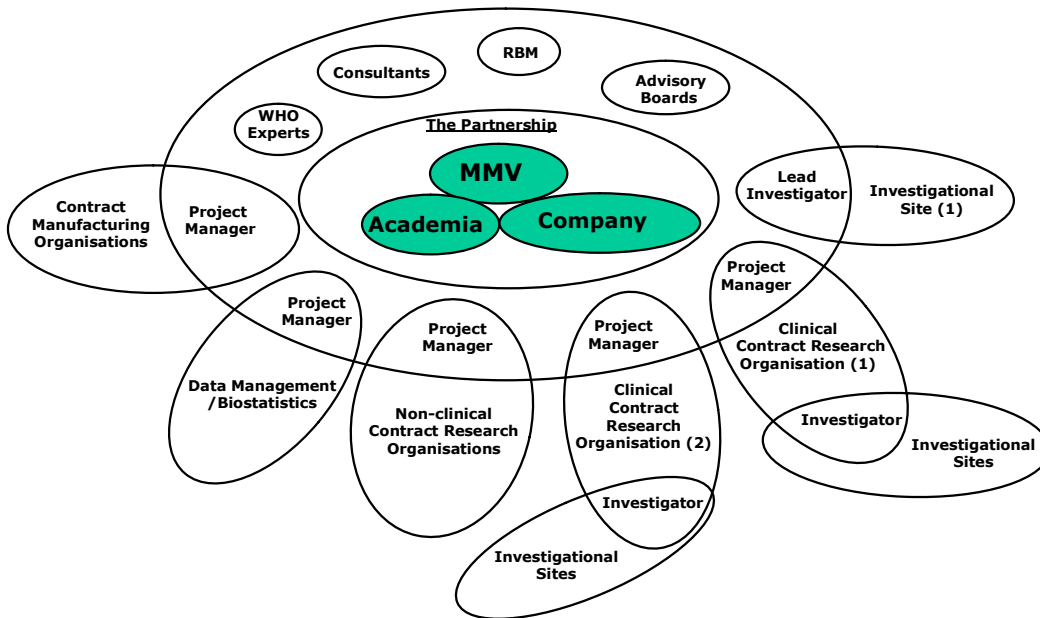 RBM
Consultants
Advisory
Boards
WHO
Experts
The Partnership
MMV
Academia
Company
Contract
Manufacturing
Organisations
Project
Manager
Lead
Investigator
Investigational
Site (1)
Project
Manager
Data Management
/Biostatistics
Project
Manager
Non-clinical
Contract Research
Organisations
Project
Manager
Clinical
Contract
Research
Organisation (2)
Investigator
Investigational
Sites
Project
Manager
Clinical
Contract Research
Organisation (1)
Investigator
Investigational
Sites